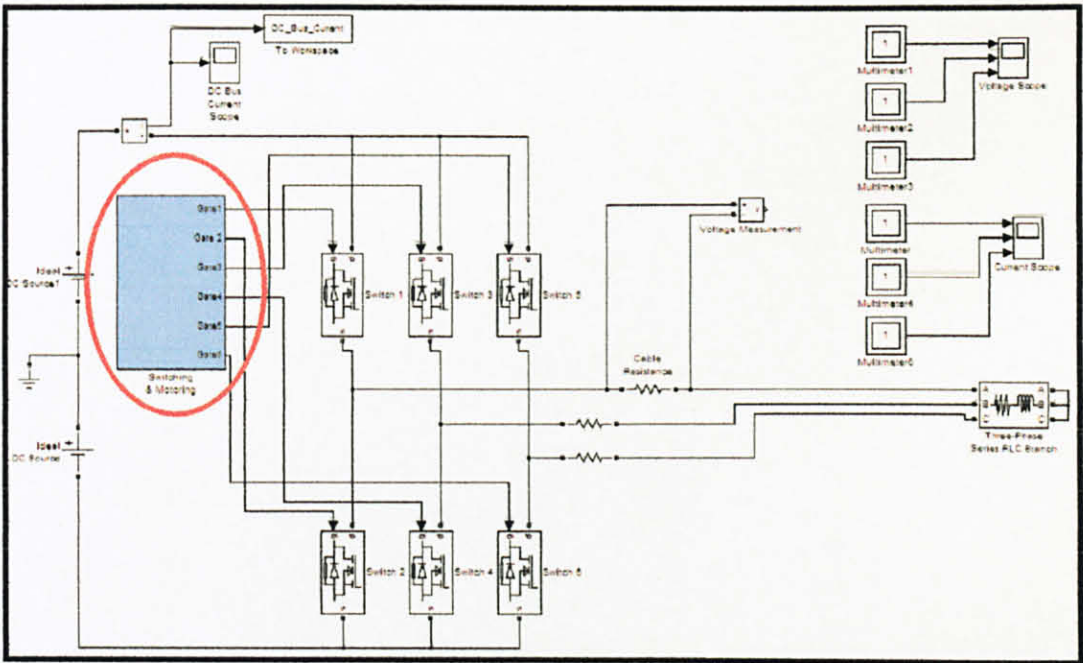 DC_Bus_Current
To Workspace
DC Bus
Current
Scope
Multimeter1
Multimeter2
Multimeter3
Voltage Scope
Multimeter
Multimeter4
Current Scope
Gate1
Gate 2
Gate3
Gate4
Gate5
Gate6
Switching
& Motoring
Ideal
DC Source1
Ideal
DC Source
Switch 1
Switch 3
Switch 5
Voltage Measurement
Cable
Resistance
A
B
C
A
B
C
Three-Phase
Series RLC Branch
Switch 2
Switch 4
Switch 6